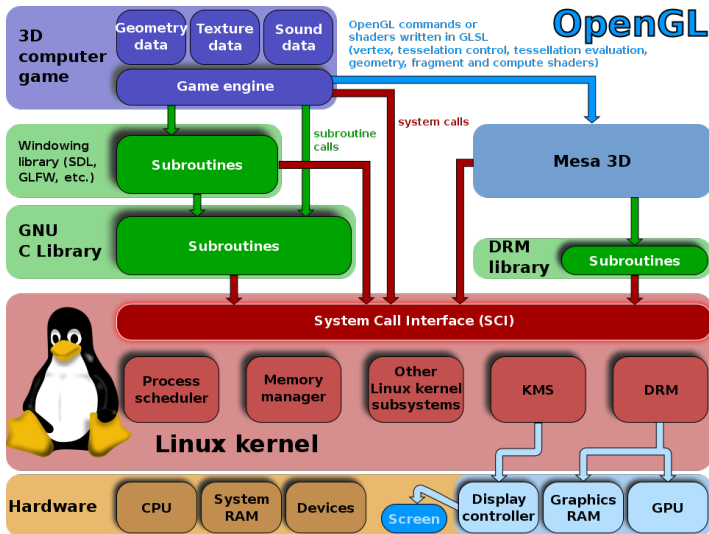 3D
computer
game
Geometry
data
Texture
data
Sound
data
Game engine
OpenGL commands or
shaders written in GLSL
(vertex, tesselation control, tessellation evaluation,
geometry, fragment and compute shaders)
OpenGL
subroutine
calls
system calls
Windowing
library (SDL,
GLFW, etc.)
Subroutines
Mesa 3D
GNU
C Library
Subroutines
DRM
library
Subroutines
System Call Interface (SCI)
Process
scheduler
Memory
manager
Other
Linux kernel
subsystems
KMS
DRM
Linux kernel
Hardware
CPU
System
RAM
Devices
Screen
Display
controller
Graphics
RAM
GPU